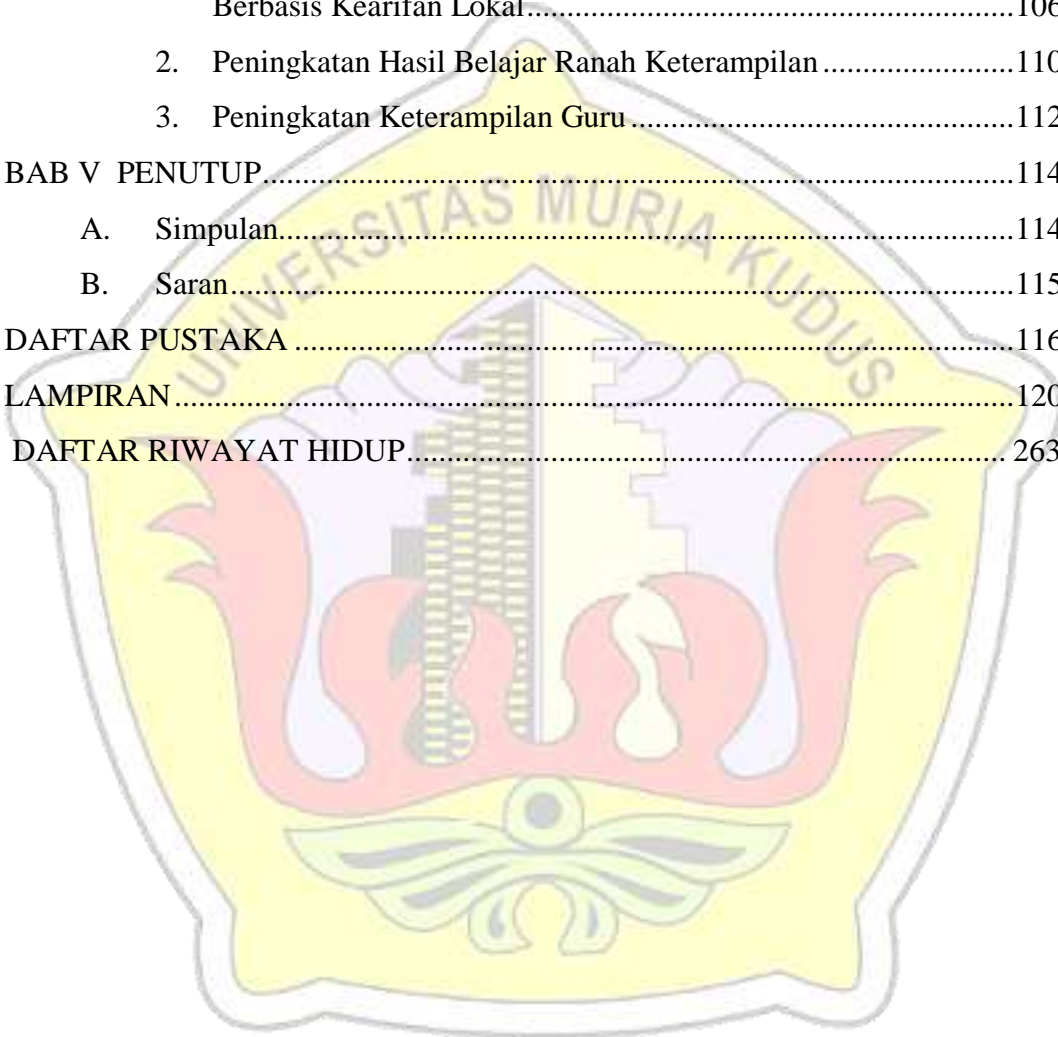 Berbasis Kearifan Lokal.......................................................................106
2. Peningkatan Hasil Belajar Ranah Keterampilan............................110
3. Peningkatan Keterampilan Guru........................................................112
BAB V  PENUTUP...............................................................................................114
A. Simpulan.............................................................................................114
B. Saran.....................................................................................................115
DAFTAR PUSTAKA ..........................................................................................116
LAMPIRAN...........................................................................................................120
DAFTAR RIWAYAT HIDUP............................................................................ 263
UNIVERSITAS MURIA KUDUS